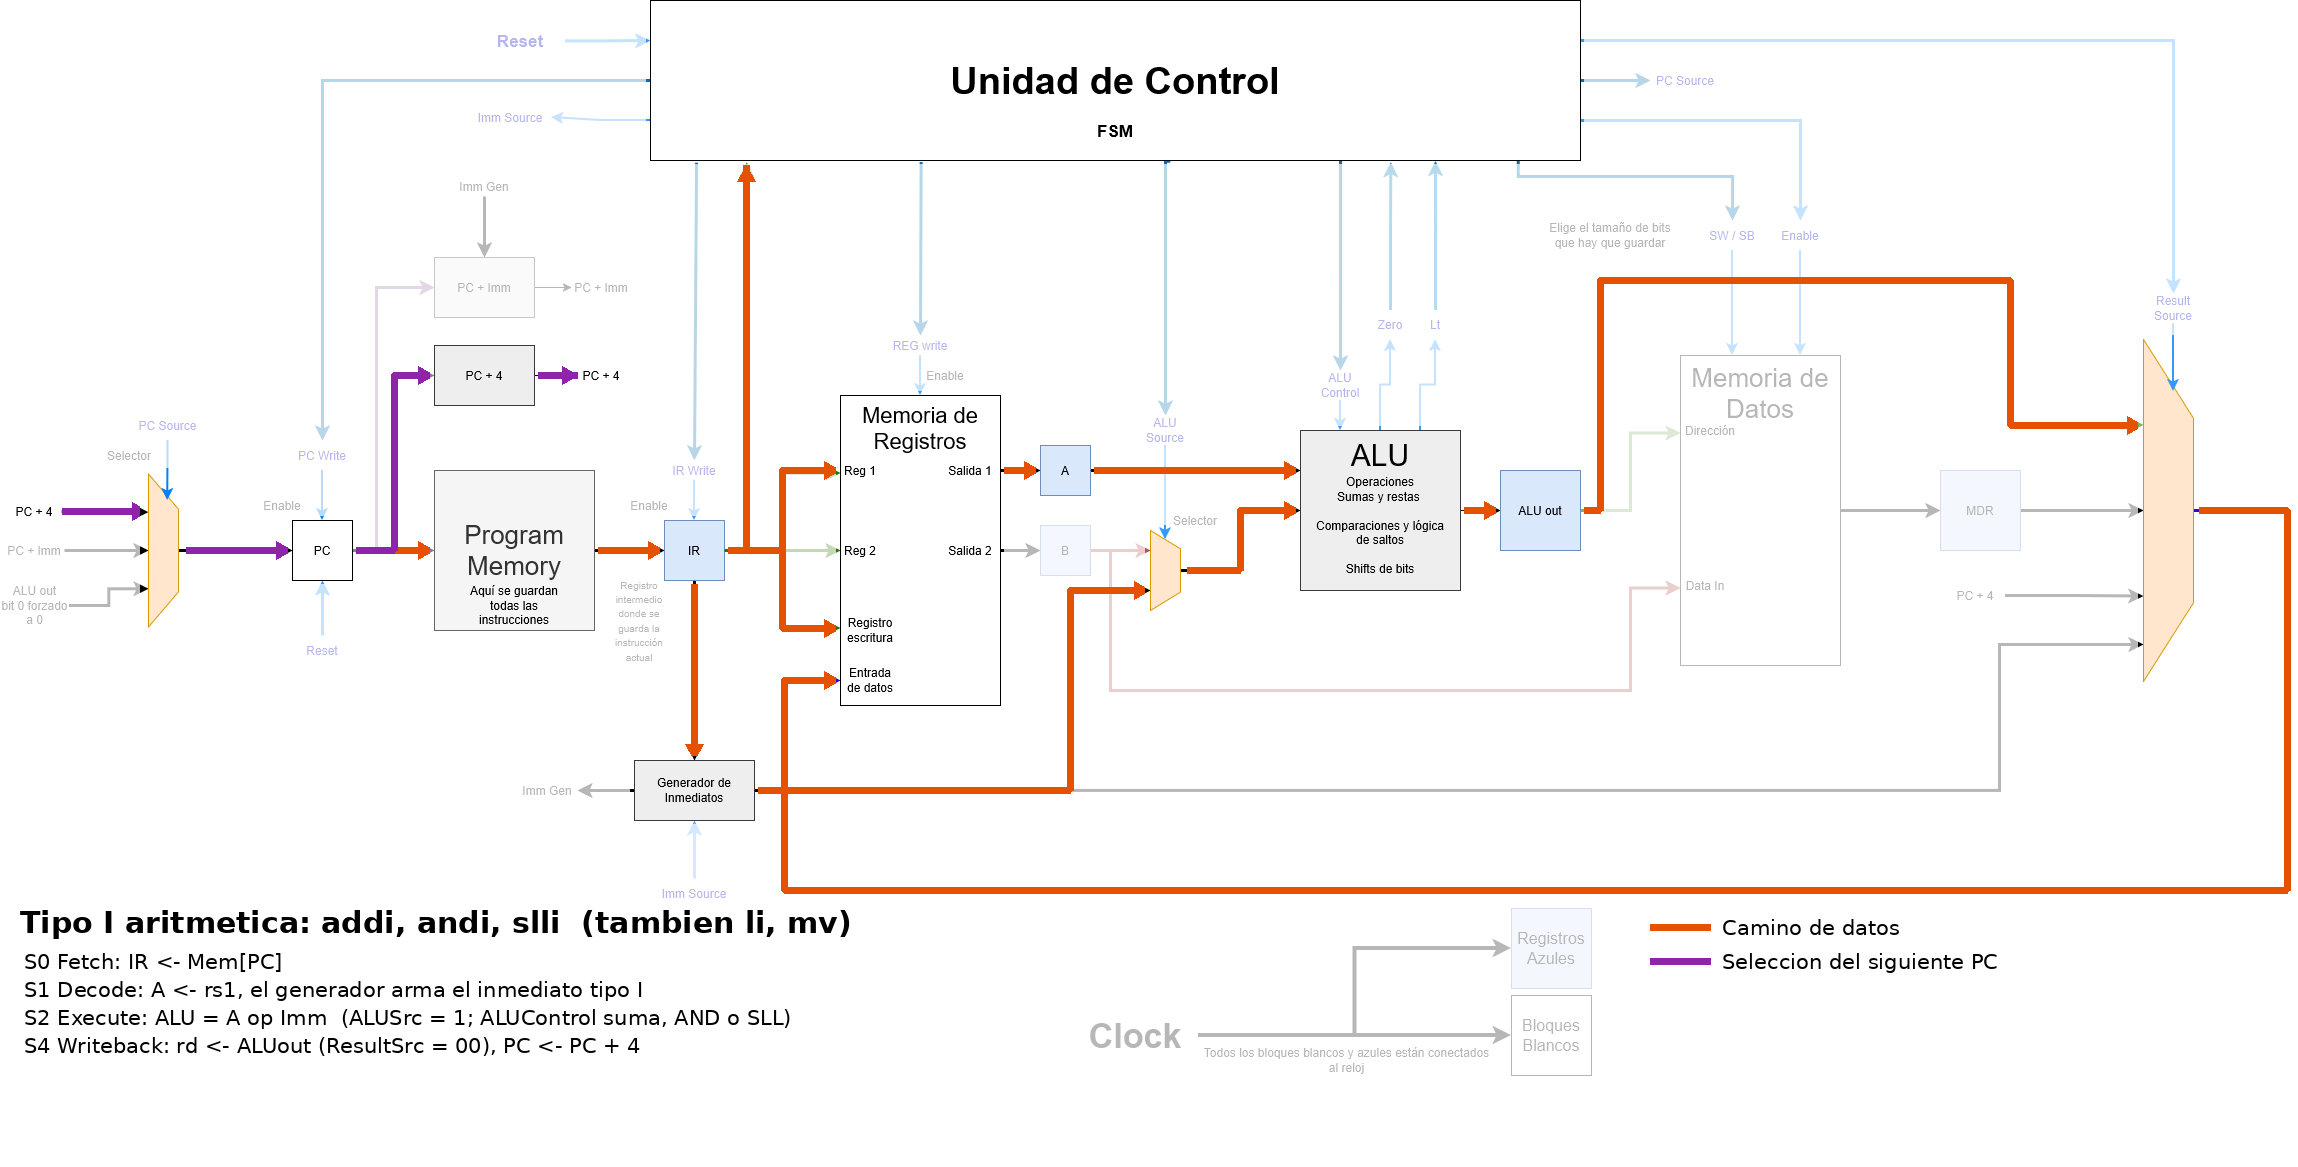 Unidad de Control
FSM
Reset
Imm Source
PC Source
Imm Gen
PC + Imm
PC + Imm
PC + 4
PC + 4
Elige el tamaño de bits
que hay que guardar
SW / SB
Enable
Result
Source
Zero
Lt
REG write
Enable
ALU
Control
ALU
Source
Selector
PC Source
Selector
PC Write
Enable
IR Write
Enable
PC + 4
PC + Imm
ALU out
bit 0 forzado
a 0
PC
Reset
Program
Memory
Aquí se guardan
todas las
instrucciones
IR
Registro
intermedio
donde se
guarda la
instrucción
actual
Memoria de
Registros
Reg 1
Reg 2
Registro
escritura
Entrada
de datos
Salida 1
Salida 2
A
B
ALU
Operaciones
Sumas y restas
Comparaciones y lógica
de saltos
Shifts de bits
ALU out
Memoria de
Datos
Dirección
Data In
MDR
PC + 4
Generador de
Inmediatos
Imm Gen
Imm Source
Tipo I aritmetica: addi, andi, slli (tambien li, mv)
S0 Fetch: IR <- Mem[PC]
S1 Decode: A <- rs1, el generador arma el inmediato tipo I
S2 Execute: ALU = A op Imm (ALUSrc = 1; ALUControl suma, AND o SLL)
S4 Writeback: rd <- ALUout (ResultSrc = 00), PC <- PC + 4
Clock
Todos los bloques blancos y azules están conectados
al reloj
Registros
Azules
Bloques
Blancos
Camino de datos
Seleccion del siguiente PC